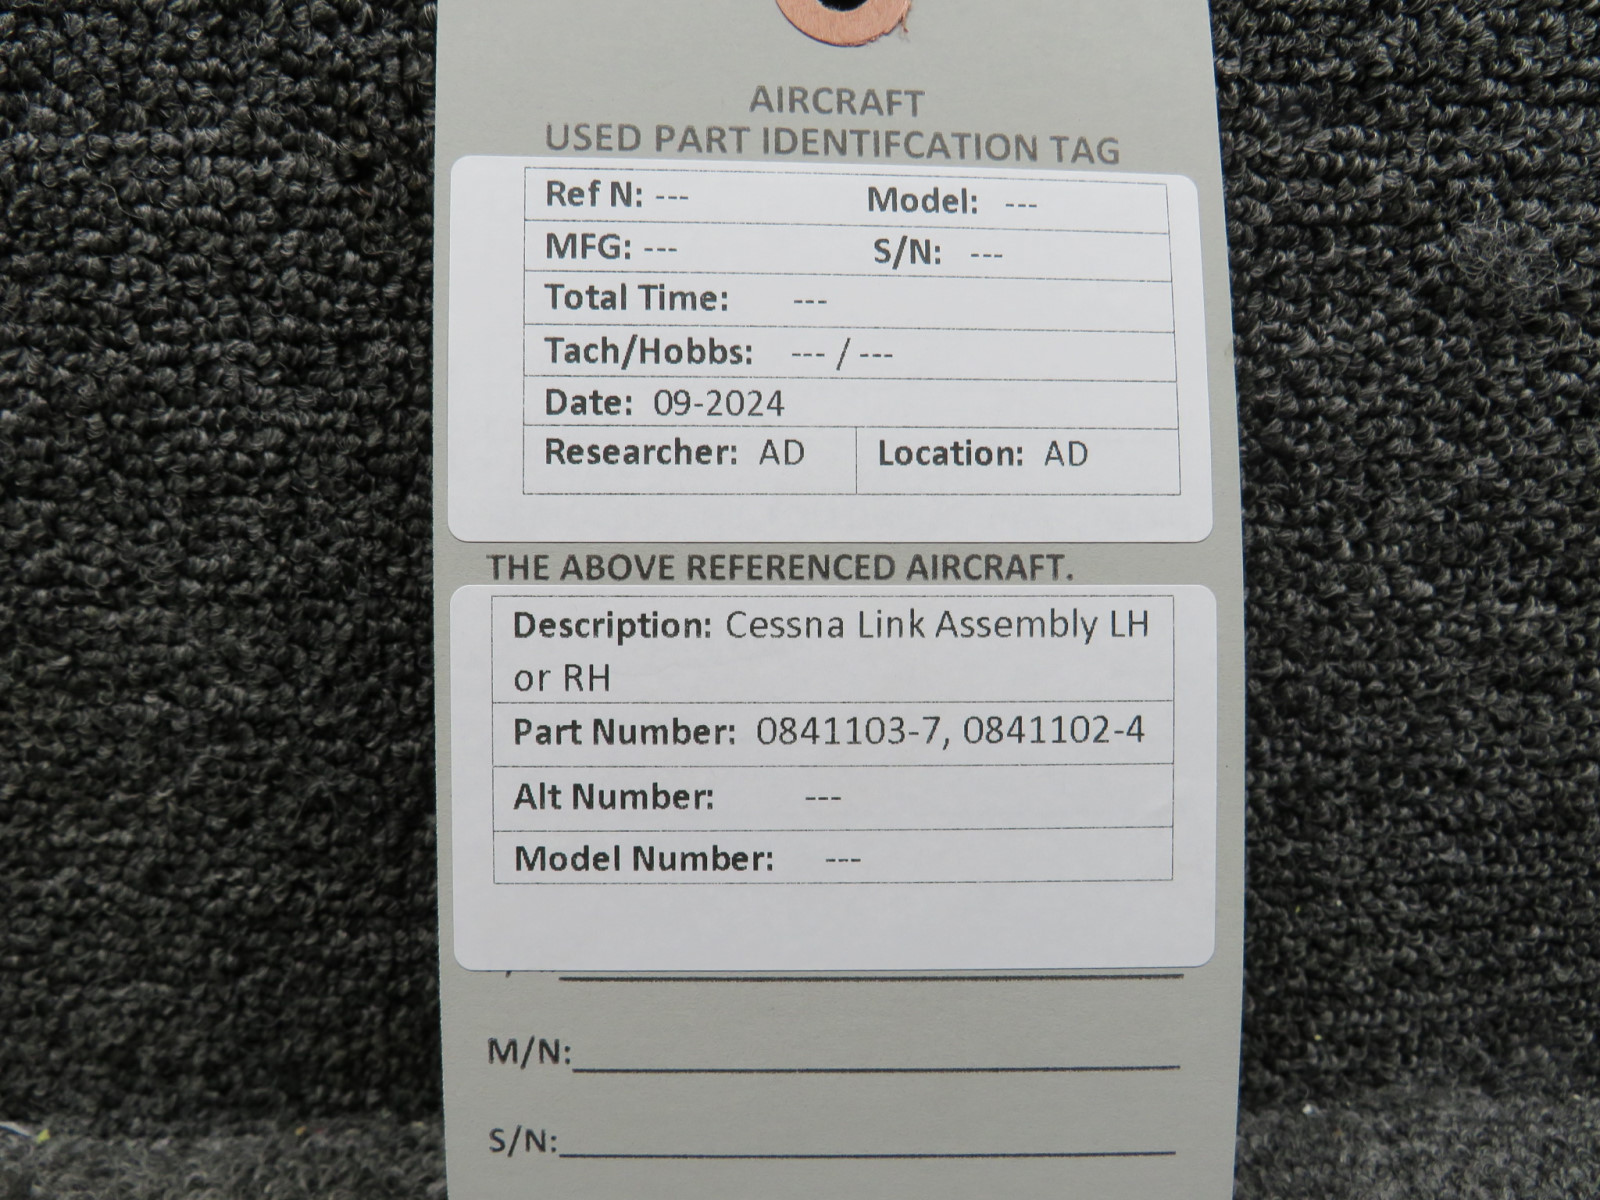 AIRCRAFT
USED PART IDENTIFCATION TAG
Ref N: --- Model: ---
MFG: --- S/N: ---
Total Time: ---
Tach/Hobbs: --- / ---
Date: 09-2024
Researcher: AD Location: AD
THE ABOVE REFERENCED AIRCRAFT.
Description: Cessna Link Assembly LH
or RH
Part Number: 0841103-7, 0841102-4
Alt Number: ---
Model Number: ---
M/N:
S/N: